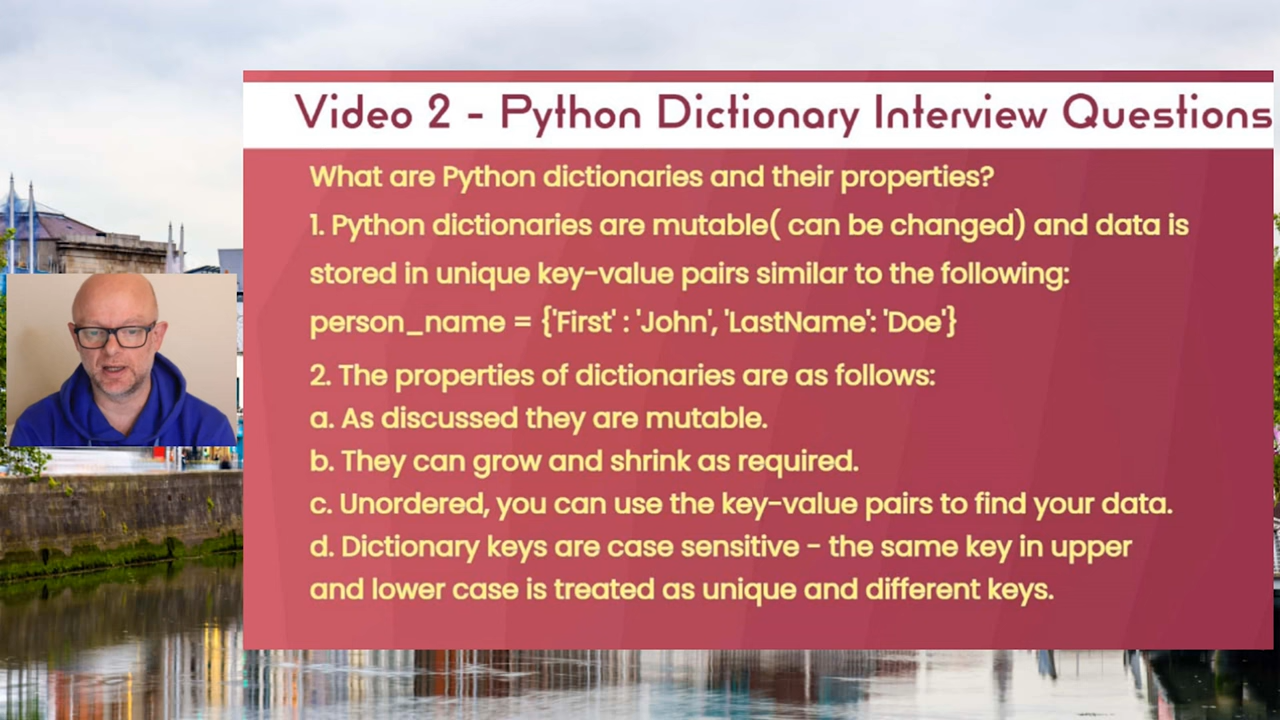 Video 2 - Python Dictionary Interview Questions
What are Python dictionaries and their properties?
1. Python dictionaries are mutable( can be changed) and data is
stored in unique key-value pairs similar to the following:
person_name = {'First' : 'John', 'LastName': 'Doe'}
2. The properties of dictionaries are as follows:
a. As discussed they are mutable.
b. They can grow and shrink as required.
c. Unordered, you can use the key-value pairs to find your data.
d. Dictionary keys are case sensitive - the same key in upper
and lower case is treated as unique and different keys.